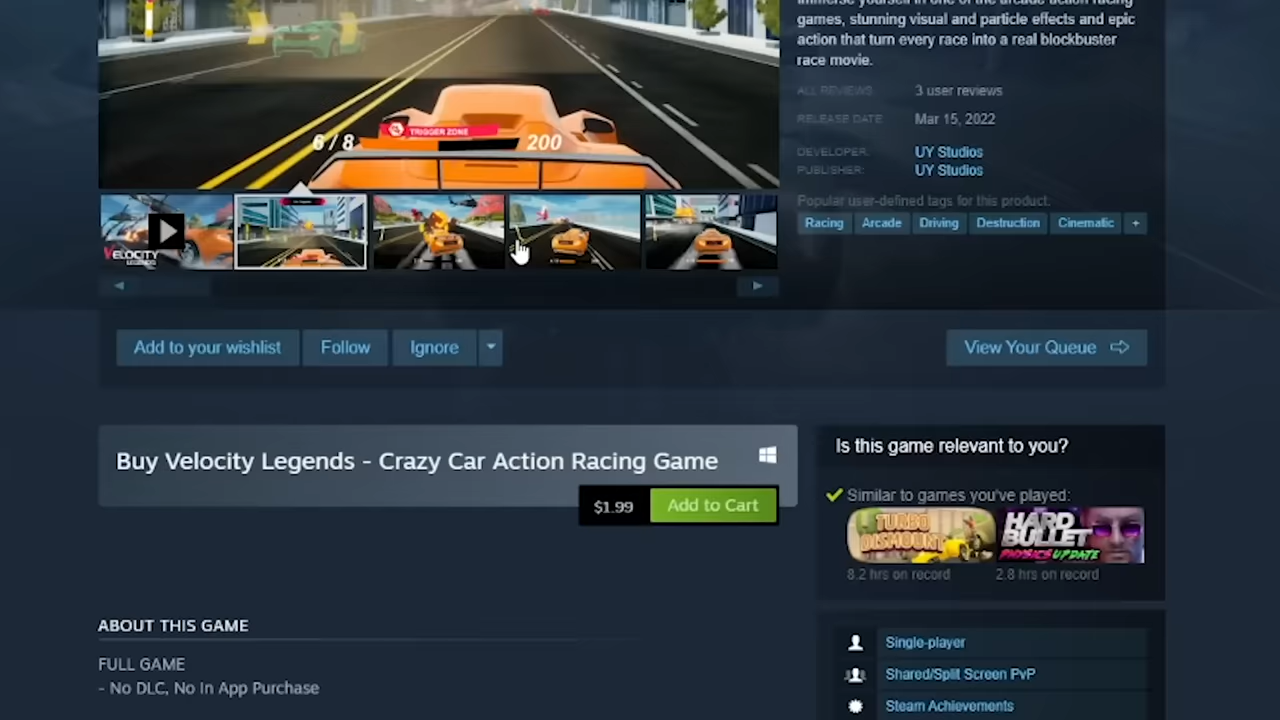 immerse yourself in one of the arcade action racing
games, stunning visual and particle effects and epic
action that turn every race into a real blockbuster
race movie.
ALL REVIEWS: 3 user reviews
RELEASE DATE: Mar 15, 2022
DEVELOPER: UY Studios
PUBLISHER: UY Studios
Popular user-defined tags for this product:
Racing Arcade Driving Destruction Cinematic +
6 / 8 TRIGGER ZONE 200
VELOCITY
LEGENDS
Add to your wishlist Follow Ignore View Your Queue
Buy Velocity Legends - Crazy Car Action Racing Game
$1.99 Add to Cart
Is this game relevant to you?
Similar to games you've played:
TURBO
DISMOUNT
HARD
BULLET
PHYSICS UPDATE
8.2 hrs on record 2.8 hrs on record
ABOUT THIS GAME
FULL GAME
- No DLC, No In App Purchase
Single-player
Shared/Split Screen PvP
Steam Achievements